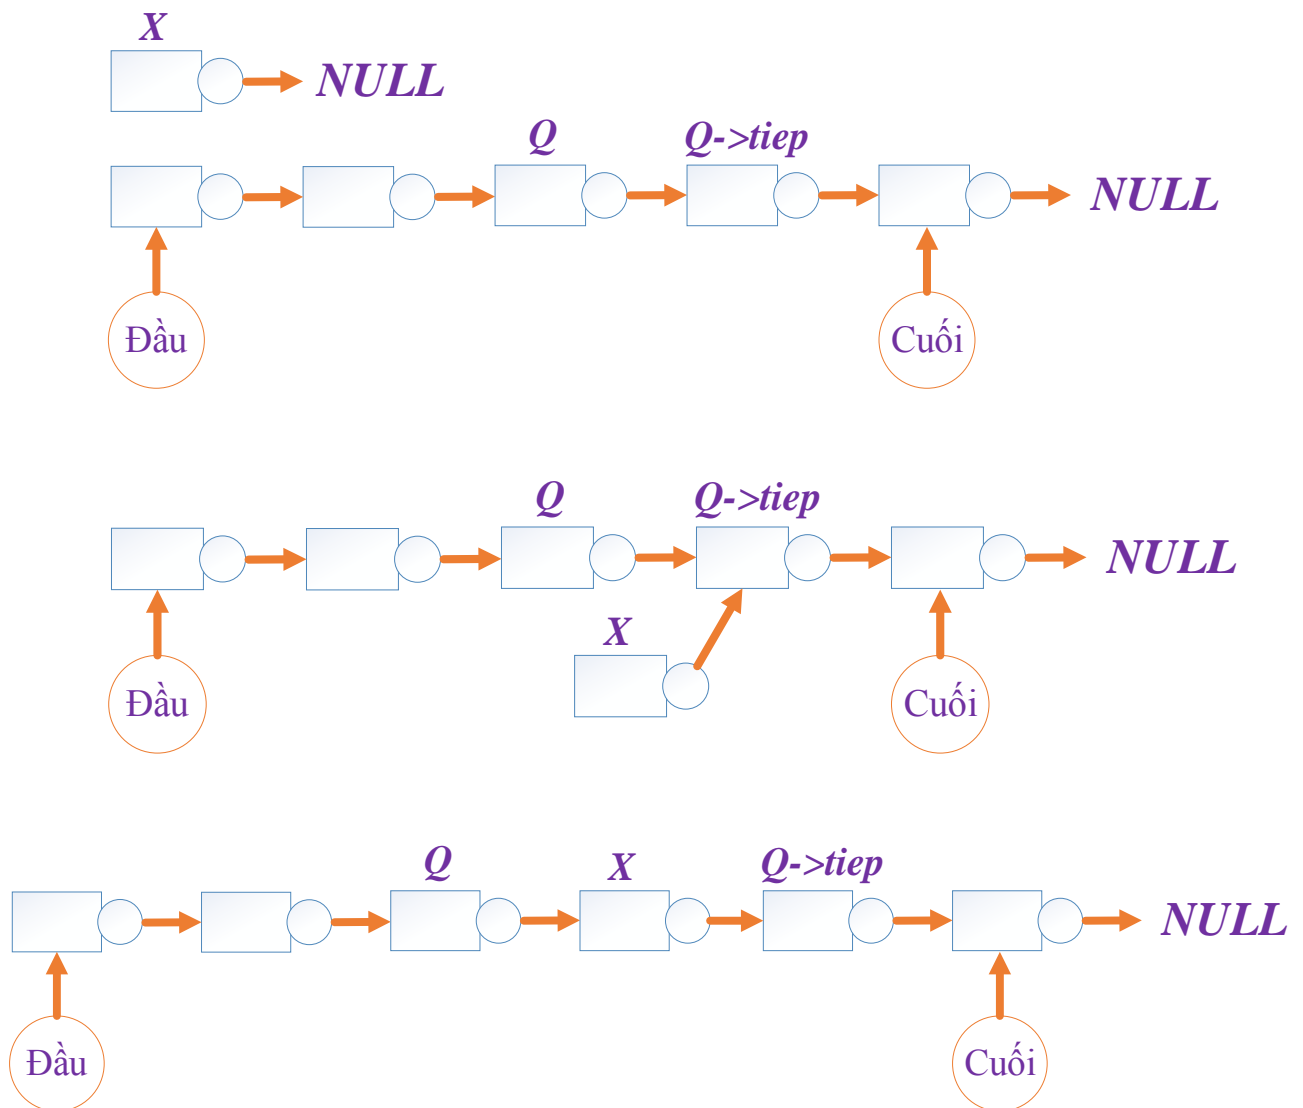 X
NULL
Q Q->tiep
NULL
Đầu Cuối
Q Q->tiep
NULL
X
Đầu Cuối
Q X Q->tiep
NULL
Đầu Cuối